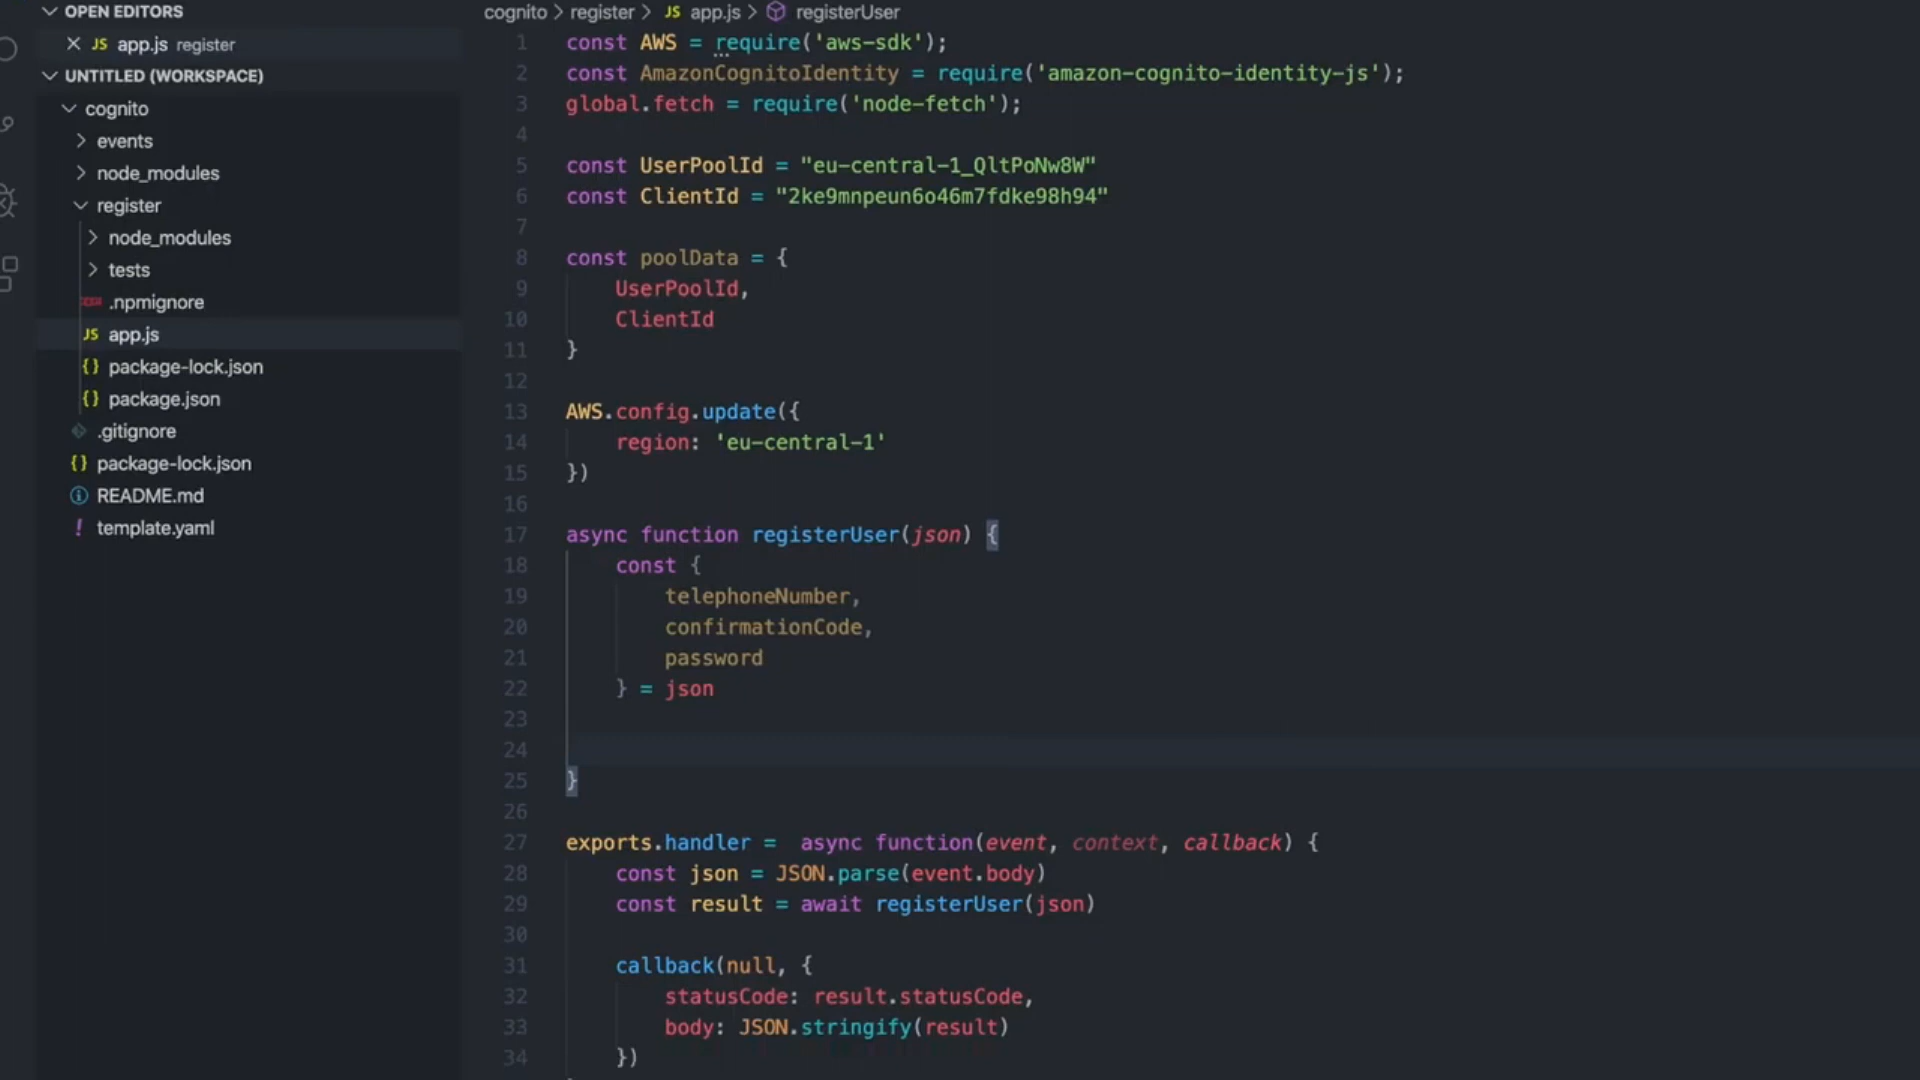 OPEN EDITORS
JS app.js register
UNTITLED (WORKSPACE)
cognito
events
node_modules
register
node_modules
tests
.npmignore
JS app.js
{} package-lock.json
{} package.json
.gitignore
{} package-lock.json
README.md
! template.yaml
cognito > register > JS app.js > registerUser
1 const AWS = require('aws-sdk');
2 const AmazonCognitoIdentity = require('amazon-cognito-identity-js');
3 global.fetch = require('node-fetch');
4
5 const UserPoolId = "eu-central-1_QltPoNw8W"
6 const ClientId = "2ke9mnpeun6o46m7fdke98h94"
7
8 const poolData = {
9 UserPoolId,
10 ClientId
11 }
12
13 AWS.config.update({
14 region: 'eu-central-1'
15 })
16
17 async function registerUser(json) {
18 const {
19 telephoneNumber,
20 confirmationCode,
21 password
22 } = json
23
24
25 }
26
27 exports.handler = async function(event, context, callback) {
28 const json = JSON.parse(event.body)
29 const result = await registerUser(json)
30
31 callback(null, {
32 statusCode: result.statusCode,
33 body: JSON.stringify(result)
34 })